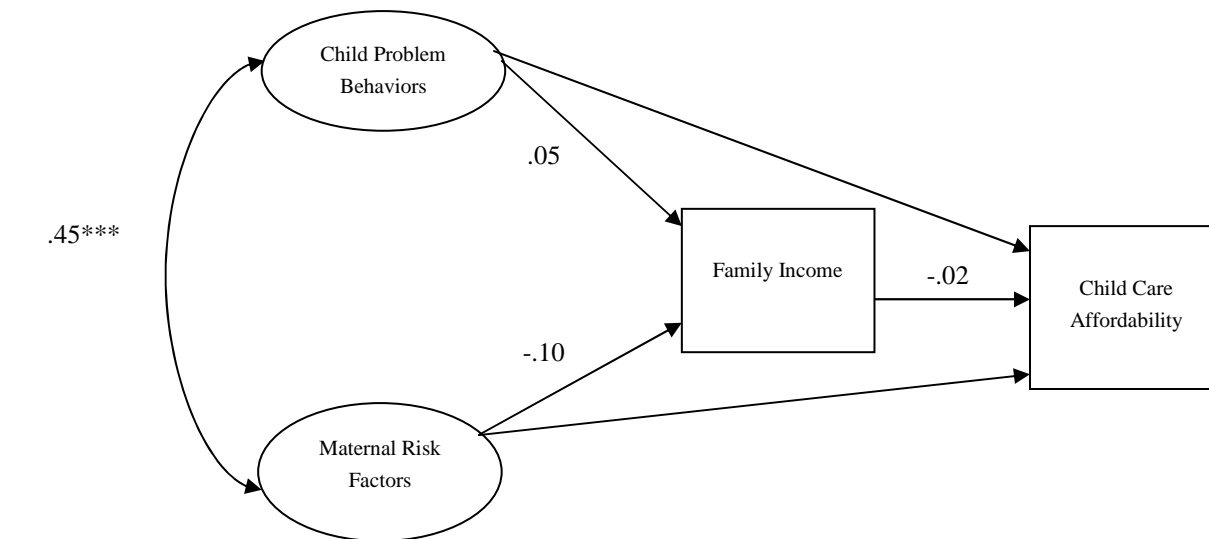 Child Problem
Behaviors
.05
.45***
Family Income
-.02
Child Care
Affordability
-.10
Maternal Risk
Factors